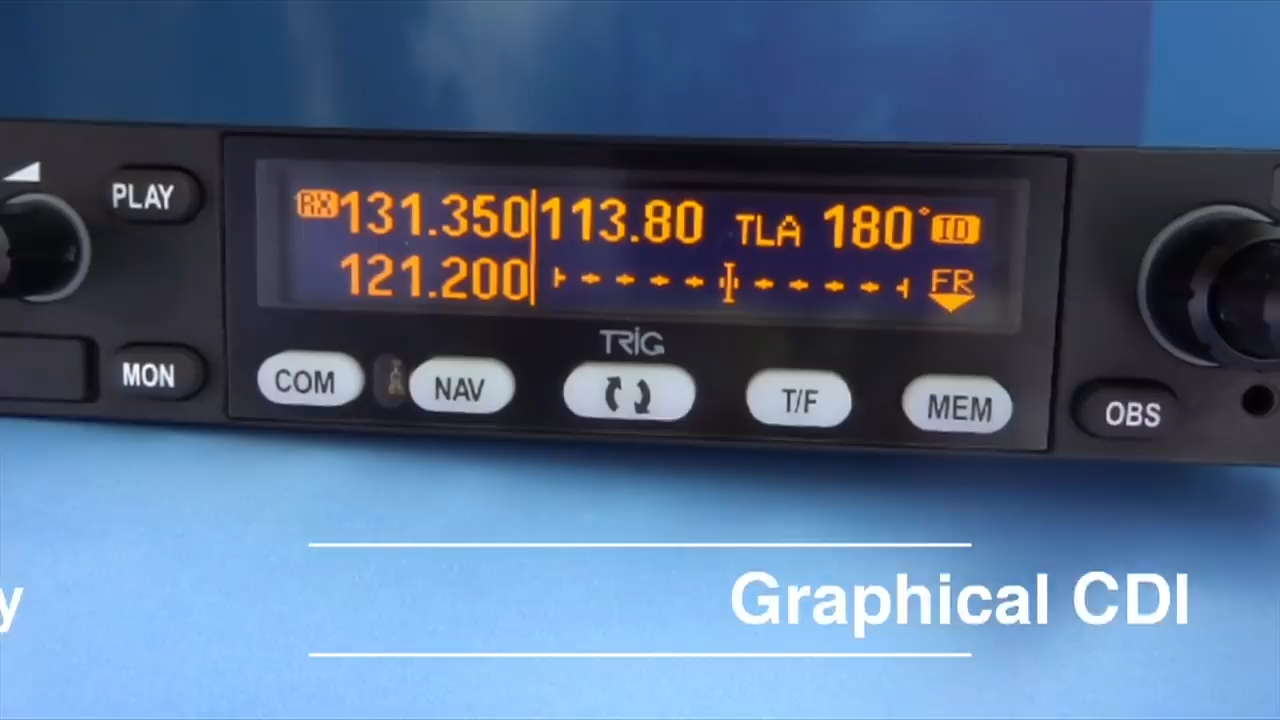 PLAY
RX 131.350 113.80 TLA 180° ID
121.200 FR
TRIG
MON COM NAV T/F MEM OBS
y Graphical CDI